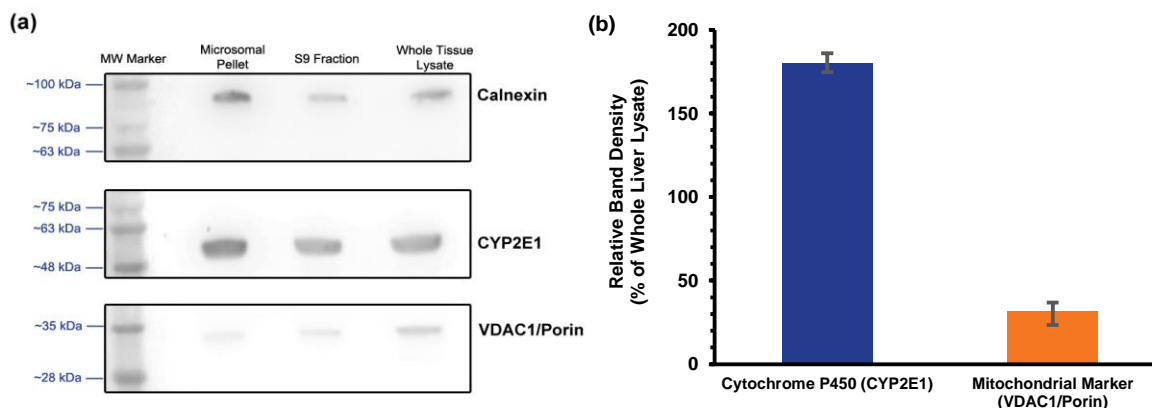 (a)
MW Marker
Microsomal
Pellet
S9 Fraction
Whole Tissue
Lysate
~100 kDa
~75 kDa
~63 kDa
Calnexin
~75 kDa
~63 kDa
~48 kDa
CYP2E1
~35 kDa
~28 kDa
VDAC1/Porin
(b)
Relative Band Density
(% of Whole Liver Lysate)
200
150
100
50
0
Cytochrome P450 (CYP2E1)
Mitochondrial Marker
(VDAC1/Porin)